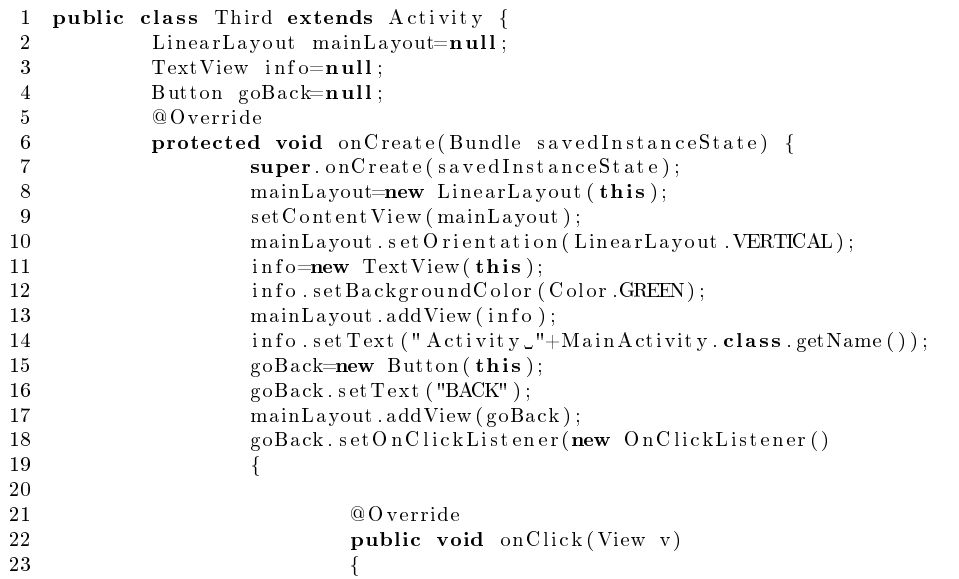 1 public class Third extends Activity {
2 LinearLayout mainLayout=null;
3 TextView info=null;
4 Button goBack=null;
5 @Override
6 protected void onCreate(Bundle savedInstanceState) {
7 super.onCreate(savedInstanceState);
8 mainLayout=new LinearLayout(this);
9 setContentView(mainLayout);
10 mainLayout.setOrientation(LinearLayout.VERTICAL);
11 info=new TextView(this);
12 info.setBackgroundColor(Color.GREEN);
13 mainLayout.addView(info);
14 info.setText("Activity␣"+MainActivity.class.getName());
15 goBack=new Button(this);
16 goBack.setText("BACK");
17 mainLayout.addView(goBack);
18 goBack.setOnClickListener(new OnClickListener()
19 {
20
21 @Override
22 public void onClick(View v)
23 {